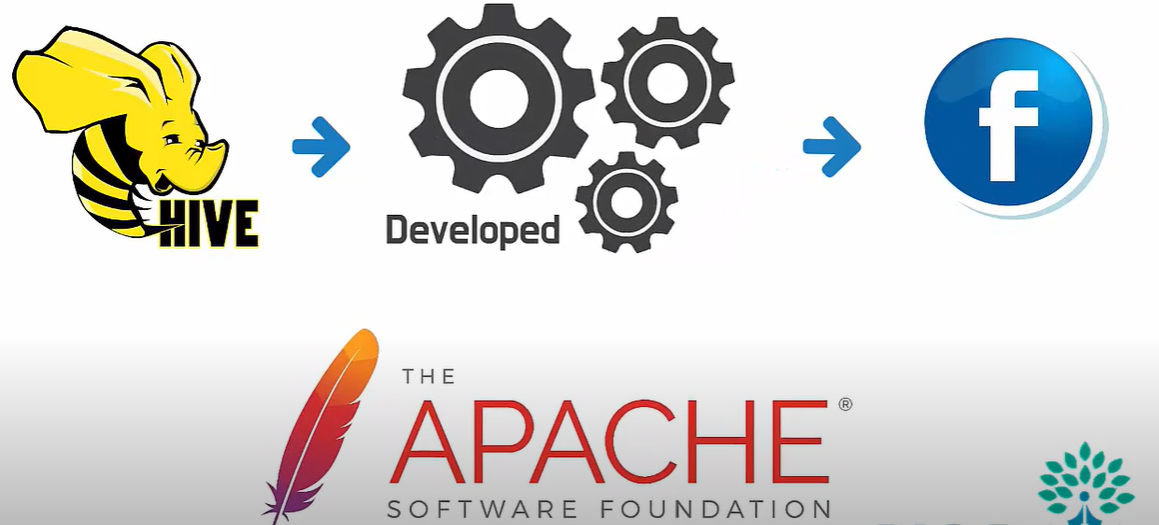 HIVE
Developed
f
THE
APACHE®
SOFTWARE FOUNDATION